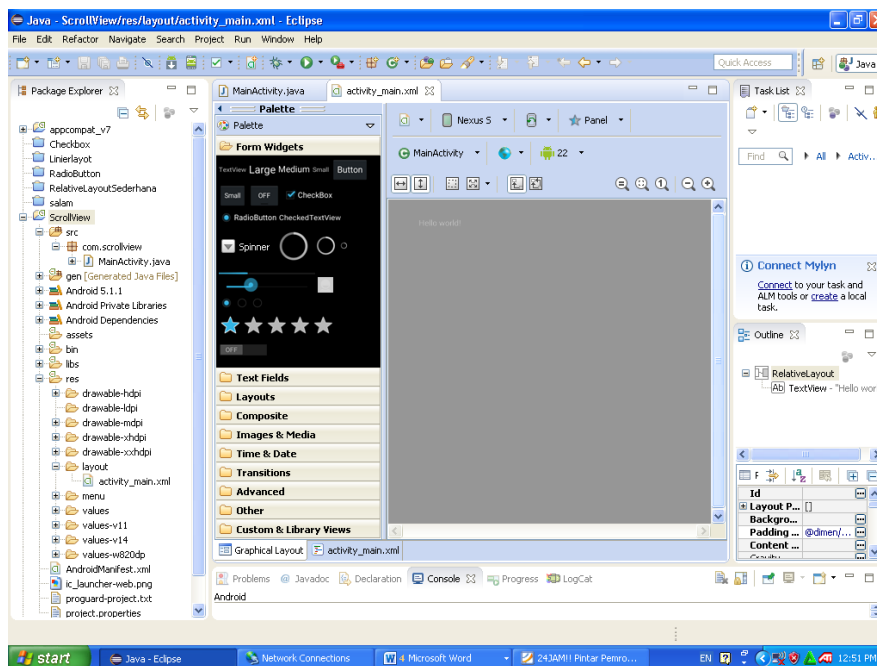 Java - ScrollView/res/layout/activity_main.xml - Eclipse
File Edit Refactor Navigate Search Project Run Window Help
Quick Access
Java
Package Explorer
appcompat_v7
Checkbox
Linierlayot
RadioButton
RelativeLayoutSederhana
salam
ScrollView
src
com.scrollview
MainActivity.java
gen [Generated Java Files]
Android 5.1.1
Android Private Libraries
Android Dependencies
assets
bin
libs
res
drawable-hdpi
drawable-ldpi
drawable-mdpi
drawable-xhdpi
drawable-xxhdpi
layout
activity_main.xml
menu
values
values-v11
values-v14
values-w820dp
AndroidManifest.xml
ic_launcher-web.png
proguard-project.txt
project.properties
MainActivity.java
activity_main.xml
Palette
Palette
Form Widgets
TextView Large Medium Small Button
Small OFF CheckBox
RadioButton CheckedTextView
Spinner
OFF
Text Fields
Layouts
Composite
Images & Media
Time & Date
Transitions
Advanced
Other
Custom & Library Views
Graphical Layout
activity_main.xml
Nexus S
Panel
MainActivity
22
Hello world!
Task List
Find
All
Activ...
Connect Mylyn
Connect to your task and
ALM tools or create a local
task.
Outline
RelativeLayout
Ab TextView - "Hello wor
Id
Layout P... []
Backgro...
Padding ... @dimen/...
Content ...
Gravity
Problems @ Javadoc Declaration Console Progress LogCat
Android
start
Java - Eclipse
Network Connections
4 Microsoft Word
24JAM!! Pintar Pemro...
EN
12:51 PM